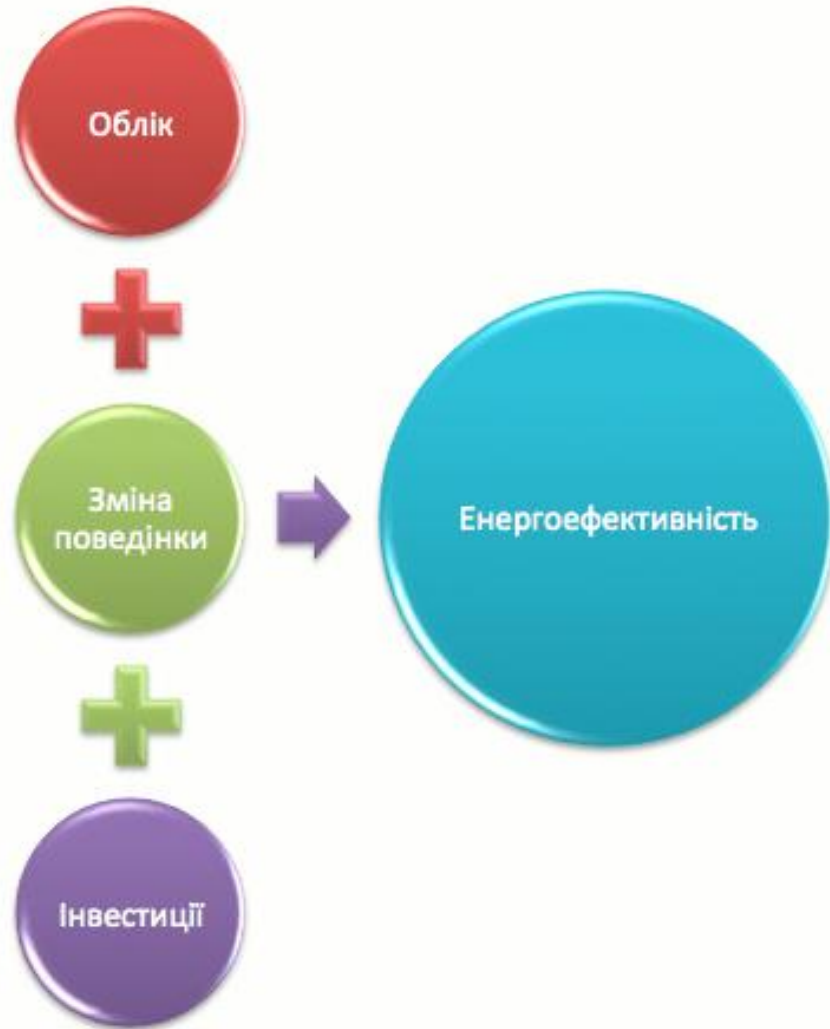 Облік
Зміна
поведінки
Енергоефективність
Інвестиції